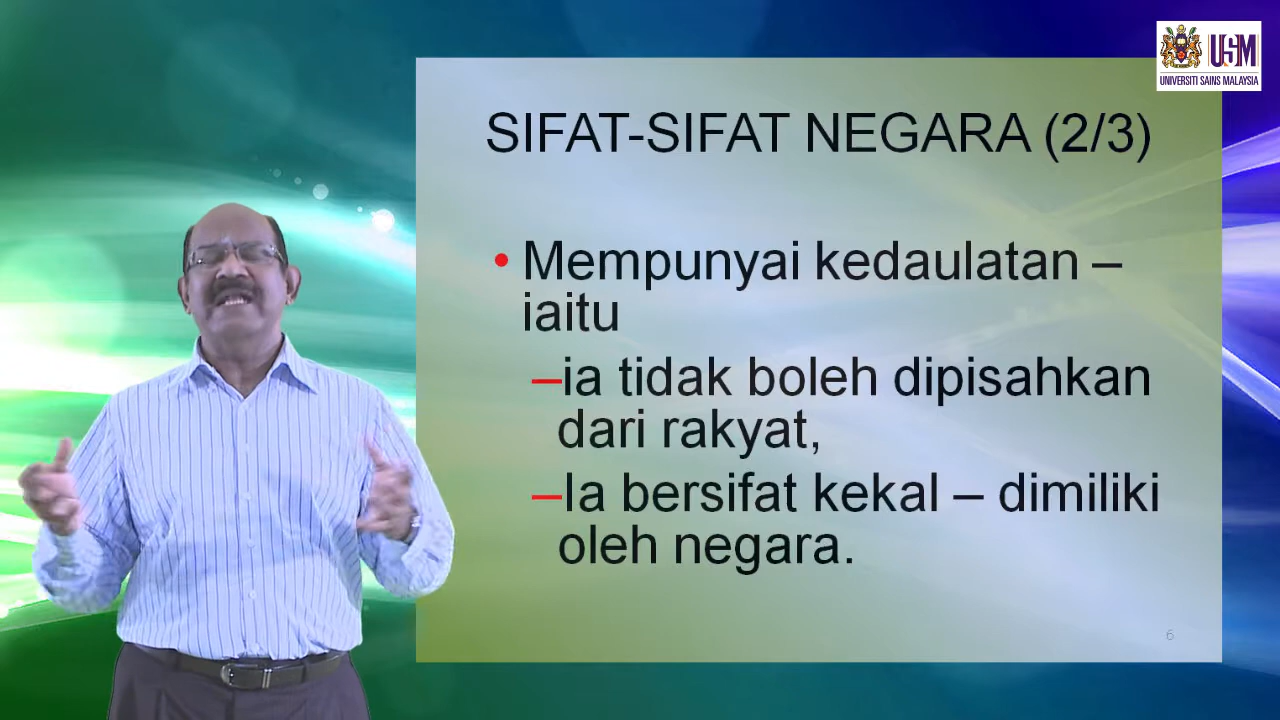 USM
UNIVERSITI SAINS MALAYSIA
SIFAT-SIFAT NEGARA (2/3)
• Mempunyai kedaulatan –
iaitu
–ia tidak boleh dipisahkan
dari rakyat,
–Ia bersifat kekal – dimiliki
oleh negara.
6